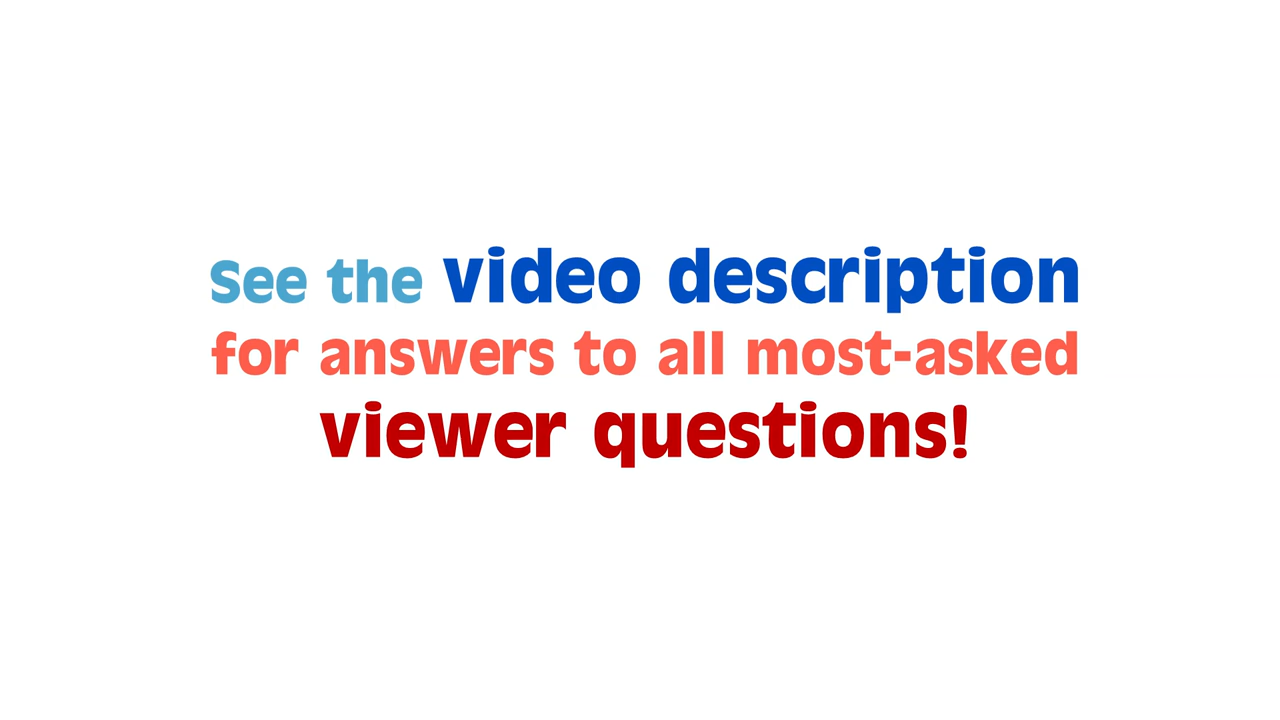 See the video description
for answers to all most-asked
viewer questions!